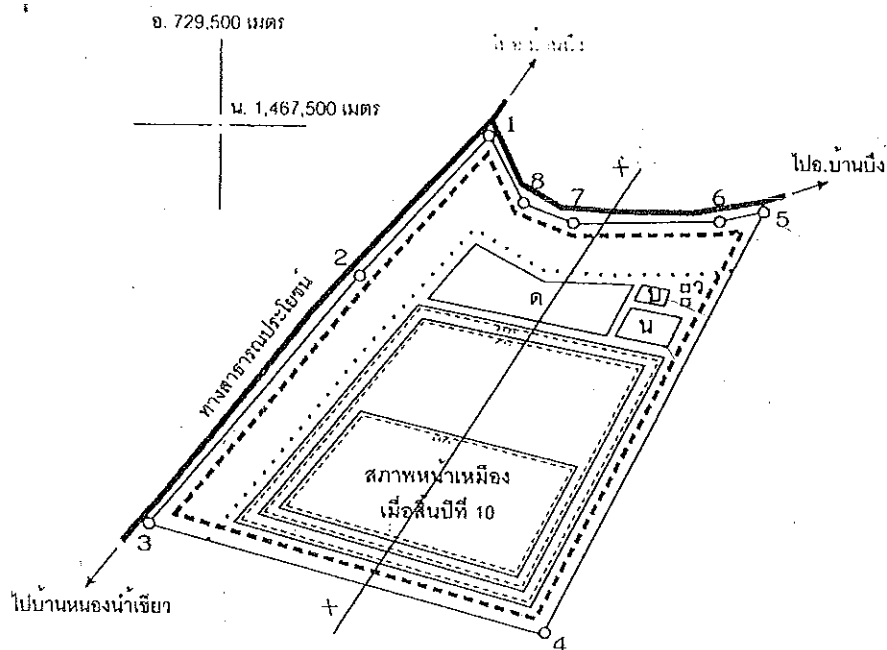 อ. 729,500 เมตร
น. 1,467,500 เมตร
1
ไปอ.บ้านบึง
8
7
6
5
2
ทางสาธารณประโยชน์
ด
บ
ว
น
สภาพหน้าเหมือง
เมื่อสิ้นปีที่ 10
3
ไปบ้านหนองน้ำเขียว
4